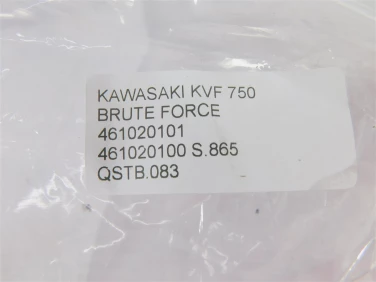 KAWASAKI KVF 750
BRUTE FORCE
461020101
461020100 S.865
QSTB.083